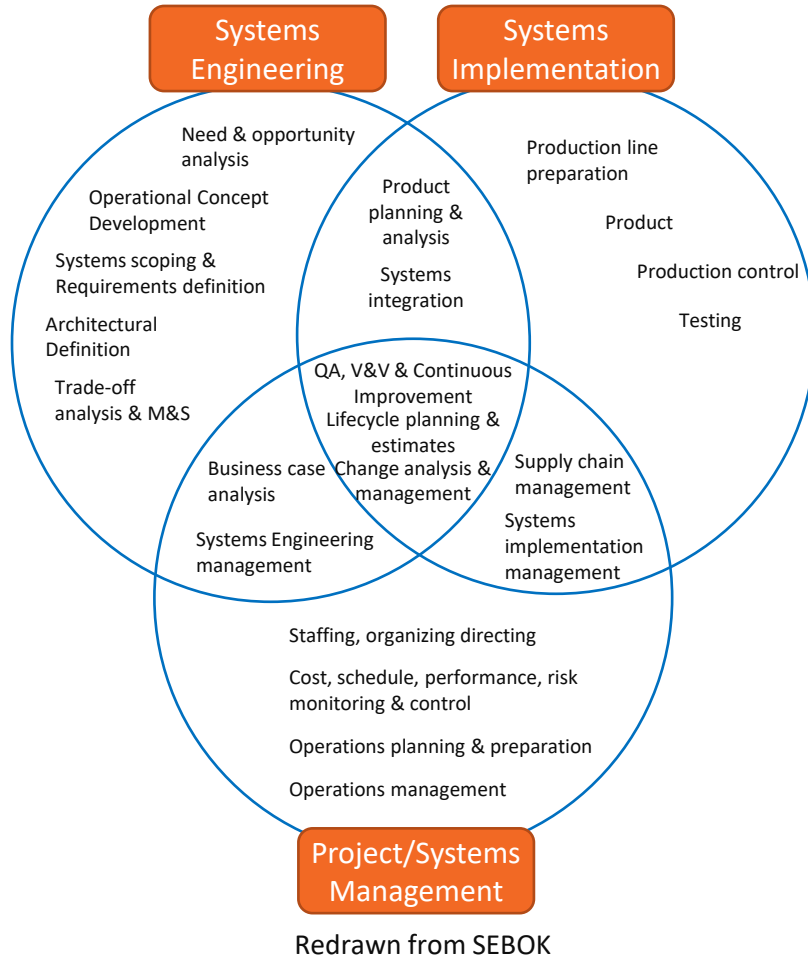 Systems
Engineering
Systems
Implementation
Need & opportunity
analysis
Operational Concept
Development
Systems scoping &
Requirements definition
Architectural
Definition
Trade-off
analysis & M&S
Product
planning &
analysis
Systems
integration
Production line
preparation
Product
Production control
Testing
QA, V&V & Continuous
Improvement
Lifecycle planning &
estimates
Change analysis &
management
Business case
analysis
Systems Engineering
management
Supply chain
management
Systems
implementation
management
Staffing, organizing directing
Cost, schedule, performance, risk
monitoring & control
Operations planning & preparation
Operations management
Project/Systems
Management
Redrawn from SEBOK